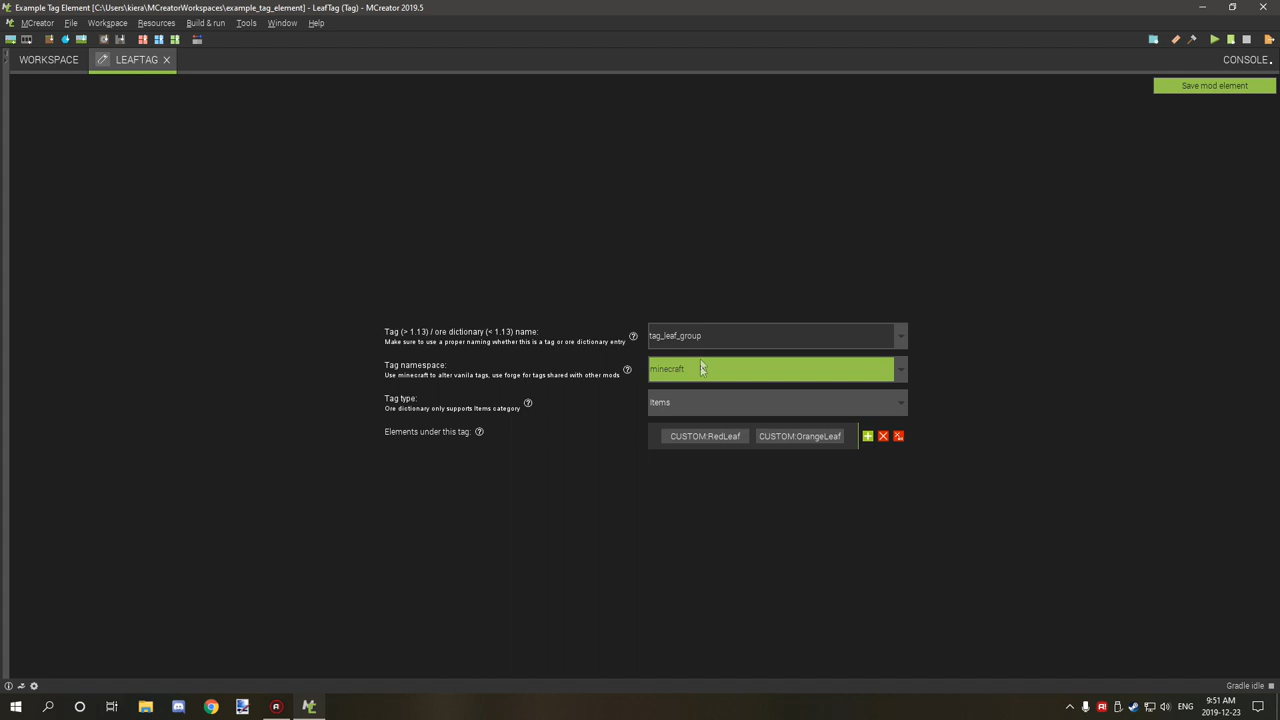 Example Tag Element [C:\Users\kiera\MCreatorWorkspaces\example_tag_element] - LeafTag (Tag) - MCreator 2019.5
MCreator File Workspace Resources Build & run Tools Window Help
WORKSPACE LEAFTAG CONSOLE
Save mod element
Tag (> 1.13) / ore dictionary (< 1.13) name:
Make sure to use a proper naming whether this is a tag or ore dictionary entry
tag_leaf_group
Tag namespace:
Use minecraft to alter vanila tags, use forge for tags shared with other mods
minecraft
Tag type:
Ore dictionary only supports Items category
Items
Elements under this tag:
CUSTOM:RedLeaf CUSTOM:OrangeLeaf
Gradle idle
ENG
9:51 AM
2019-12-23